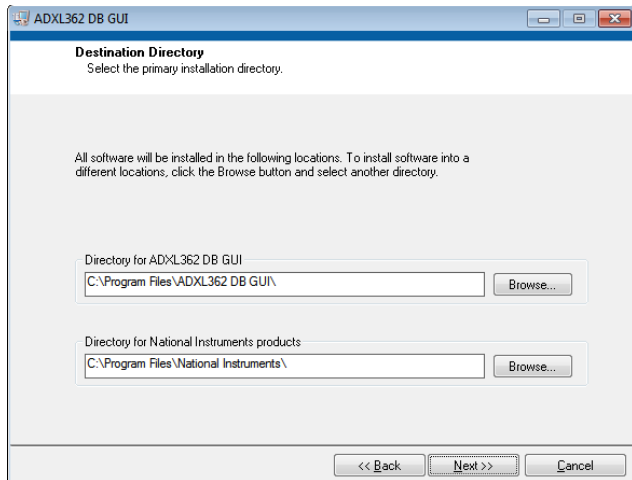 ADXL362 DB GUI
Destination Directory
Select the primary installation directory.
All software will be installed in the following locations. To install software into a
different locations, click the Browse button and select another directory.
Directory for ADXL362 DB GUI
C:\Program Files\ADXL362 DB GUI\
Browse...
Directory for National Instruments products
C:\Program Files\National Instruments\
Browse...
<< Back
Next >>
Cancel